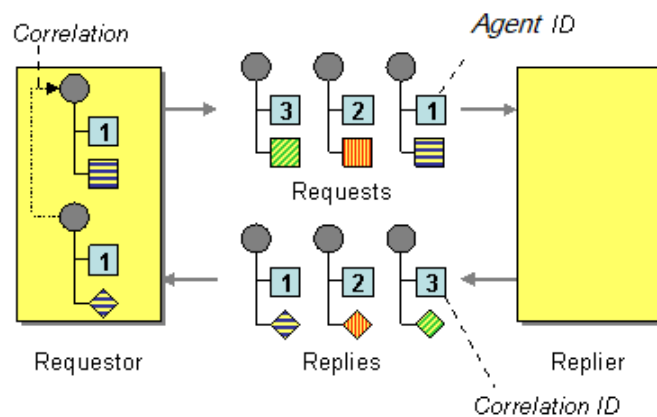 Correlation
Agent ID
1
3 2 1
Requests
1
1 2 3
Requestor
Replies
Replier
Correlation ID